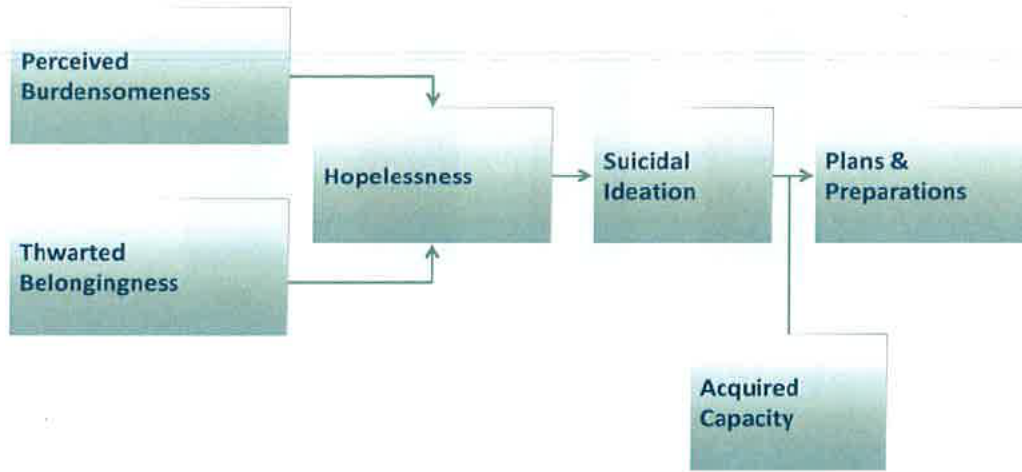 Perceived
Burdensomeness
Hopelessness
Suicidal
Ideation
Plans &
Preparations
Thwarted
Belongingness
Acquired
Capacity